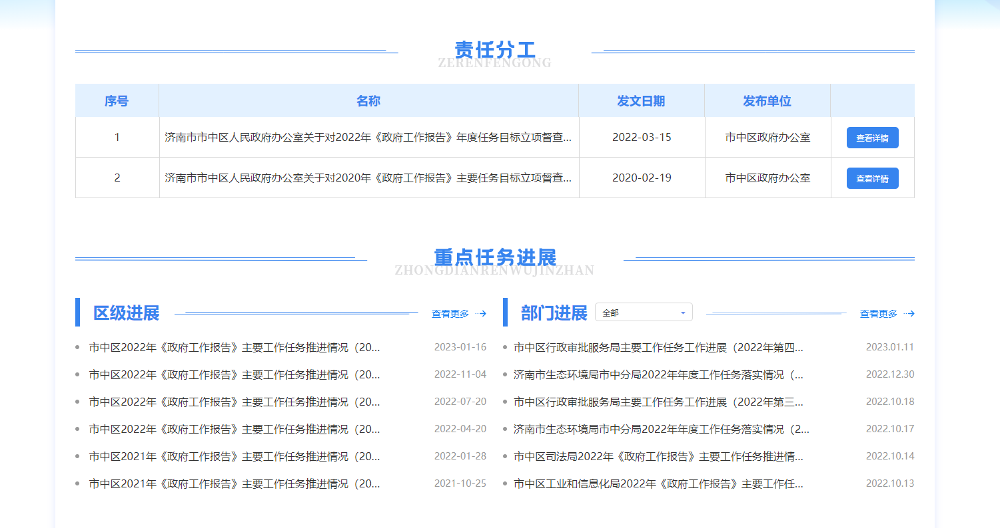 责任分工
ZERENFENGONG
序号 名称 发文日期 发布单位
1 济南市市中区人民政府办公室关于对2022年《政府工作报告》年度任务目标立项督查... 2022-03-15 市中区政府办公室 查看详情
2 济南市市中区人民政府办公室关于对2020年《政府工作报告》主要任务目标立项督查... 2020-02-19 市中区政府办公室 查看详情
重点任务进展
ZHONGDIANRENWUJINZHAN
区级进展 查看更多
市中区2022年《政府工作报告》主要工作任务推进情况（20... 2023-01-16
市中区2022年《政府工作报告》主要工作任务推进情况（20... 2022-11-04
市中区2022年《政府工作报告》主要工作任务推进情况（20... 2022-07-20
市中区2022年《政府工作报告》主要工作任务推进情况（20... 2022-04-20
市中区2021年《政府工作报告》主要工作任务推进情况（20... 2022-01-28
市中区2021年《政府工作报告》主要工作任务推进情况（20... 2021-10-25
部门进展 全部 查看更多
市中区行政审批服务局主要工作任务工作进展（2022年第四... 2023.01.11
济南市生态环境局市中分局2022年年度工作任务落实情况（... 2022.12.30
市中区行政审批服务局主要工作任务工作进展（2022年第三... 2022.10.18
济南市生态环境局市中分局2022年年度工作任务落实情况（2... 2022.10.17
市中区司法局2022年《政府工作报告》主要工作任务推进情... 2022.10.14
市中区工业和信息化局2022年《政府工作报告》主要工作任... 2022.10.13